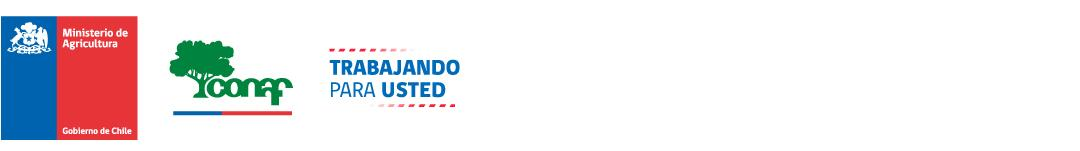 Ministerio de
Agricultura
Gobierno de Chile
conaf
TRABAJANDO
PARA USTED